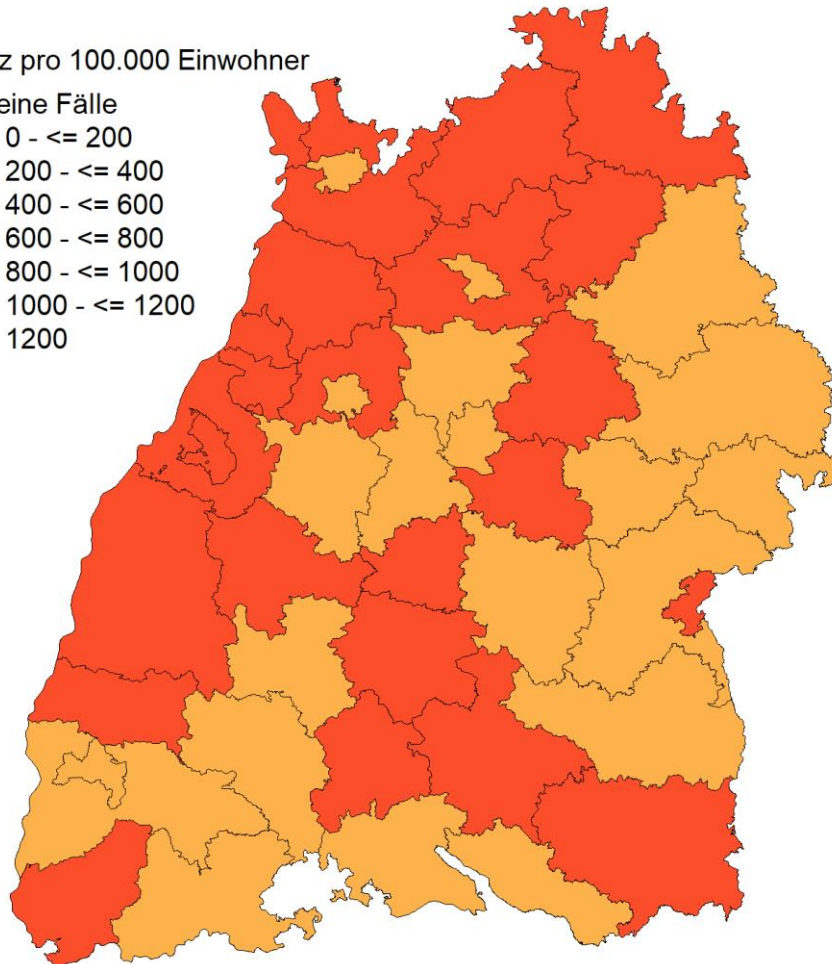 z pro 100.000 Einwohner
eine Fälle
0 - <= 200
200 - <= 400
400 - <= 600
600 - <= 800
800 - <= 1000
1000 - <= 1200
1200